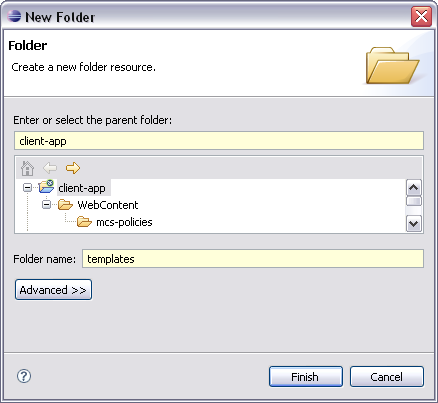 New Folder
Folder
Create a new folder resource.
Enter or select the parent folder:
client-app
client-app
WebContent
mcs-policies
Folder name: templates
Advanced >>
? Finish Cancel